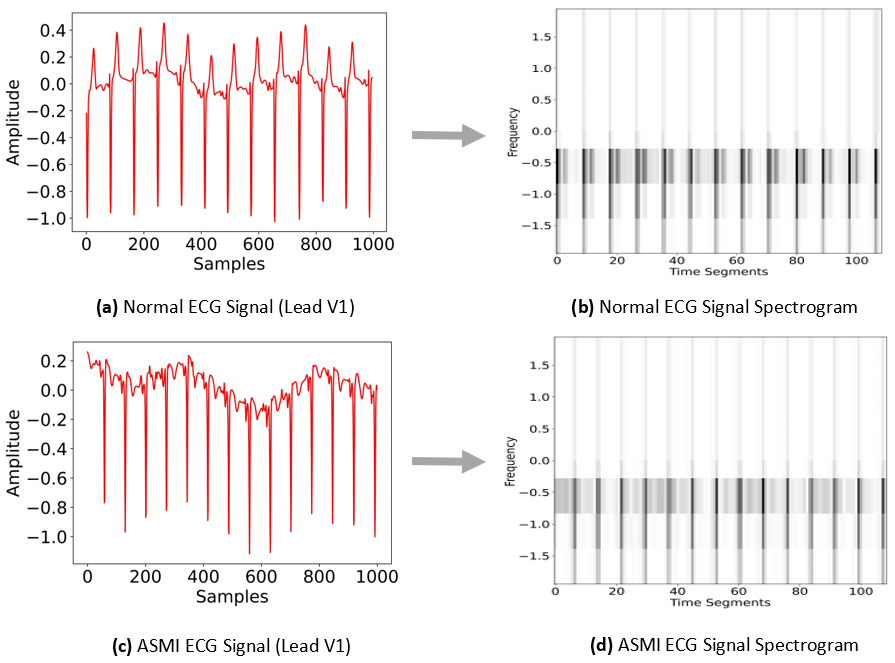 0.4
0.2
0.0
−0.2
−0.4
−0.6
−0.8
−1.0
Amplitude
0 200 400 600 800 1000
Samples
(a) Normal ECG Signal (Lead V1)
1.5
1.0
0.5
0.0
−0.5
−1.0
−1.5
Frequency
0 20 40 60 80 100
Time Segments
(b) Normal ECG Signal Spectrogram
0.2
0.0
−0.2
−0.4
−0.6
−0.8
−1.0
Amplitude
0 200 400 600 800 1000
Samples
(c) ASMI ECG Signal (Lead V1)
1.5
1.0
0.5
0.0
−0.5
−1.0
−1.5
Frequency
0 20 40 60 80 100
Time Segments
(d) ASMI ECG Signal Spectrogram